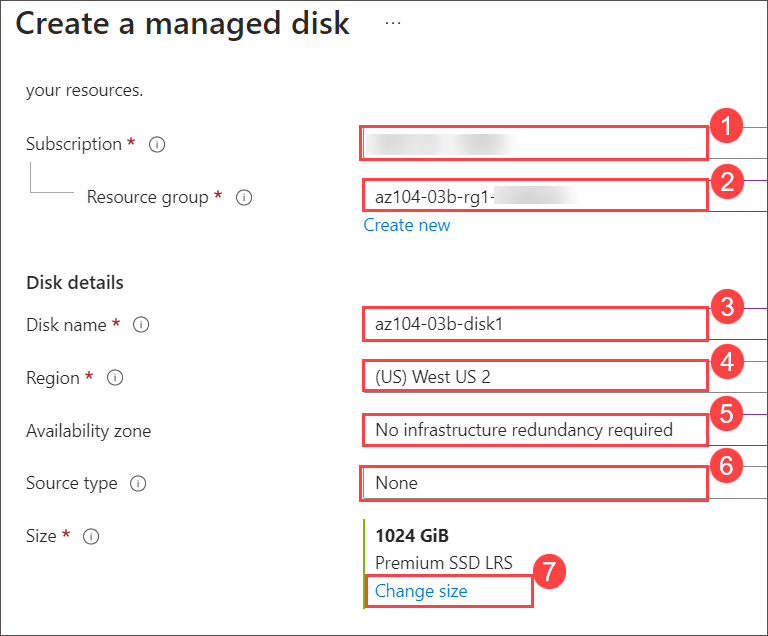 Create a managed disk ...
your resources.
Subscription *
1
Resource group * az104-03b-rg1-
2
Create new
Disk details
Disk name * az104-03b-disk1
3
Region * (US) West US 2
4
Availability zone No infrastructure redundancy required
5
Source type None
6
Size * 1024 GiB
Premium SSD LRS
7
Change size